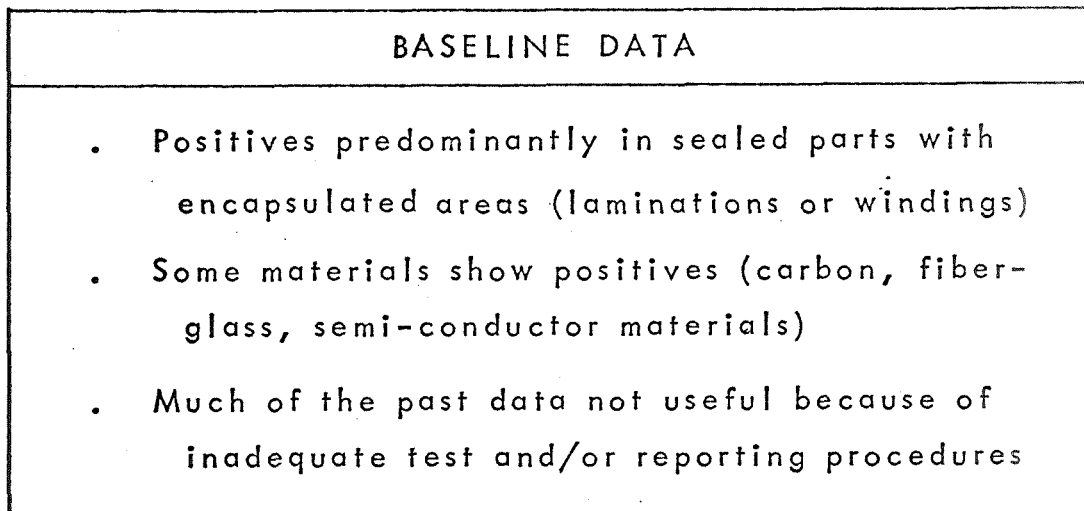 BASELINE DATA
. Positives predominantly in sealed parts with
encapsulated areas (laminations or windings)
. Some materials show positives (carbon, fiber-
glass, semi-conductor materials)
. Much of the past data not useful because of
inadequate test and/or reporting procedures